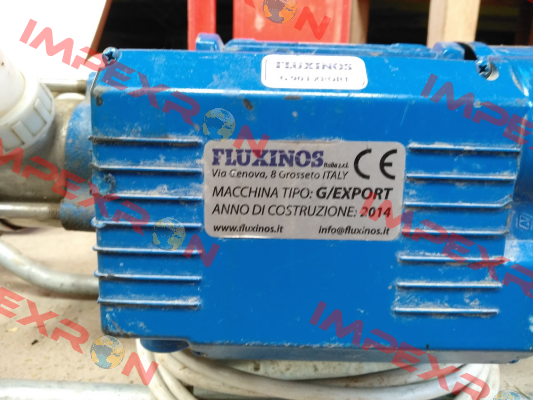 IMPEXRON
FLUXINOS
FLUXINOS Italia s.r.l. CE
Via Genova, 8 Grosseto ITALY
MACCHINA TIPO: G/EXPORT
ANNO DI COSTRUZIONE: 2014
www.fluxinos.it info@fluxinos.it
IMPEXRON
IMPEXRON
IMPEXRON